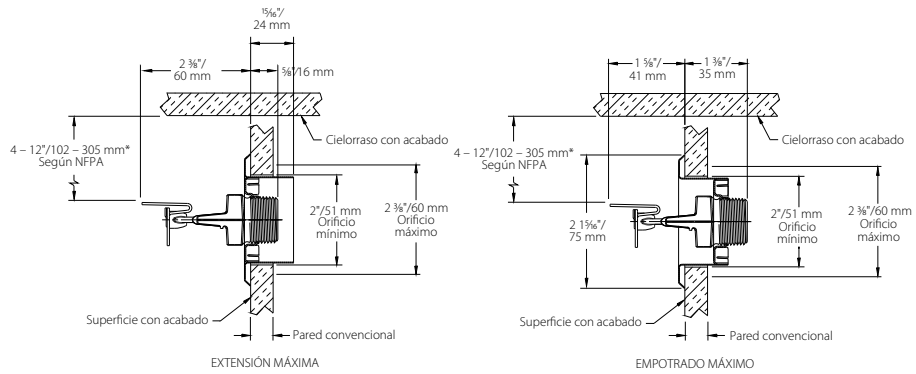 15/16"/
24 mm
2 3/8"/
60 mm
5/8"/16 mm
Cielorraso con acabado
4 – 12"/102 – 305 mm*
Según NFPA
2"/51 mm
Orificio
mínimo
2 3/8"/60 mm
Orificio
máximo
Superficie con acabado
Pared convencional
EXTENSIÓN MÁXIMA
1 5/8"/
41 mm
1 3/8"/
35 mm
Cielorraso con acabado
4 – 12"/102 – 305 mm*
Según NFPA
2 15/16"/
75 mm
2"/51 mm
Orificio
mínimo
2 3/8"/60 mm
Orificio
máximo
Superficie con acabado
Pared convencional
EMPOTRADO MÁXIMO